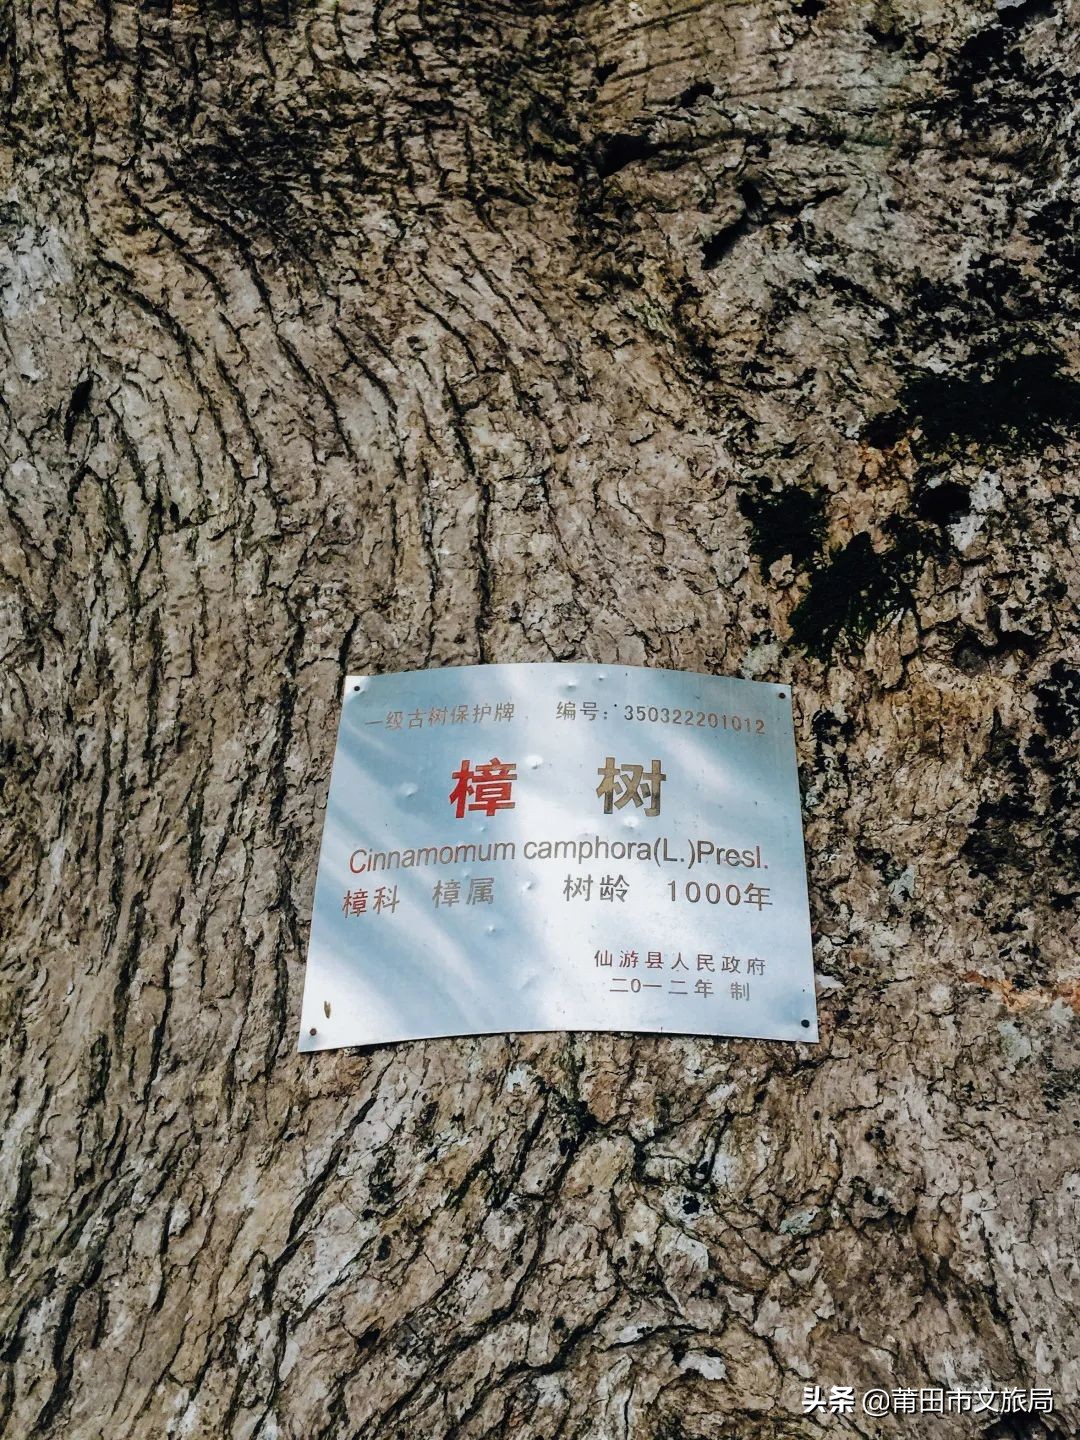 一级古树保护牌 编号：350322201012
樟 树
Cinnamomum camphora(L.)Presl.
樟科 樟属 树龄 1000年
仙游县人民政府
二0一二年 制
头条 @莆田市文旅局